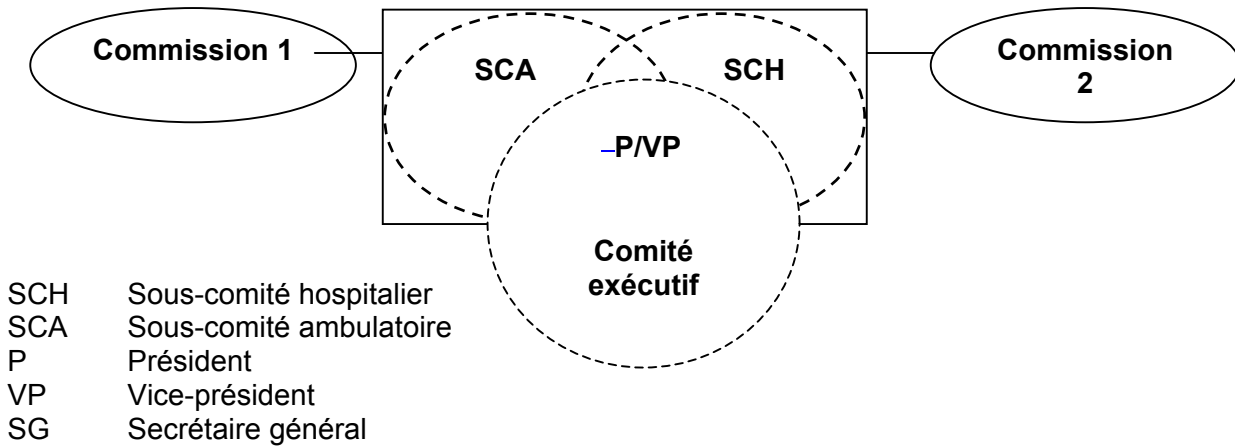 Commission 1
SCA
SCH
Commission
2
–P/VP
Comité
exécutif
SCH Sous-comité hospitalier
SCA Sous-comité ambulatoire
P Président
VP Vice-président
SG Secrétaire général